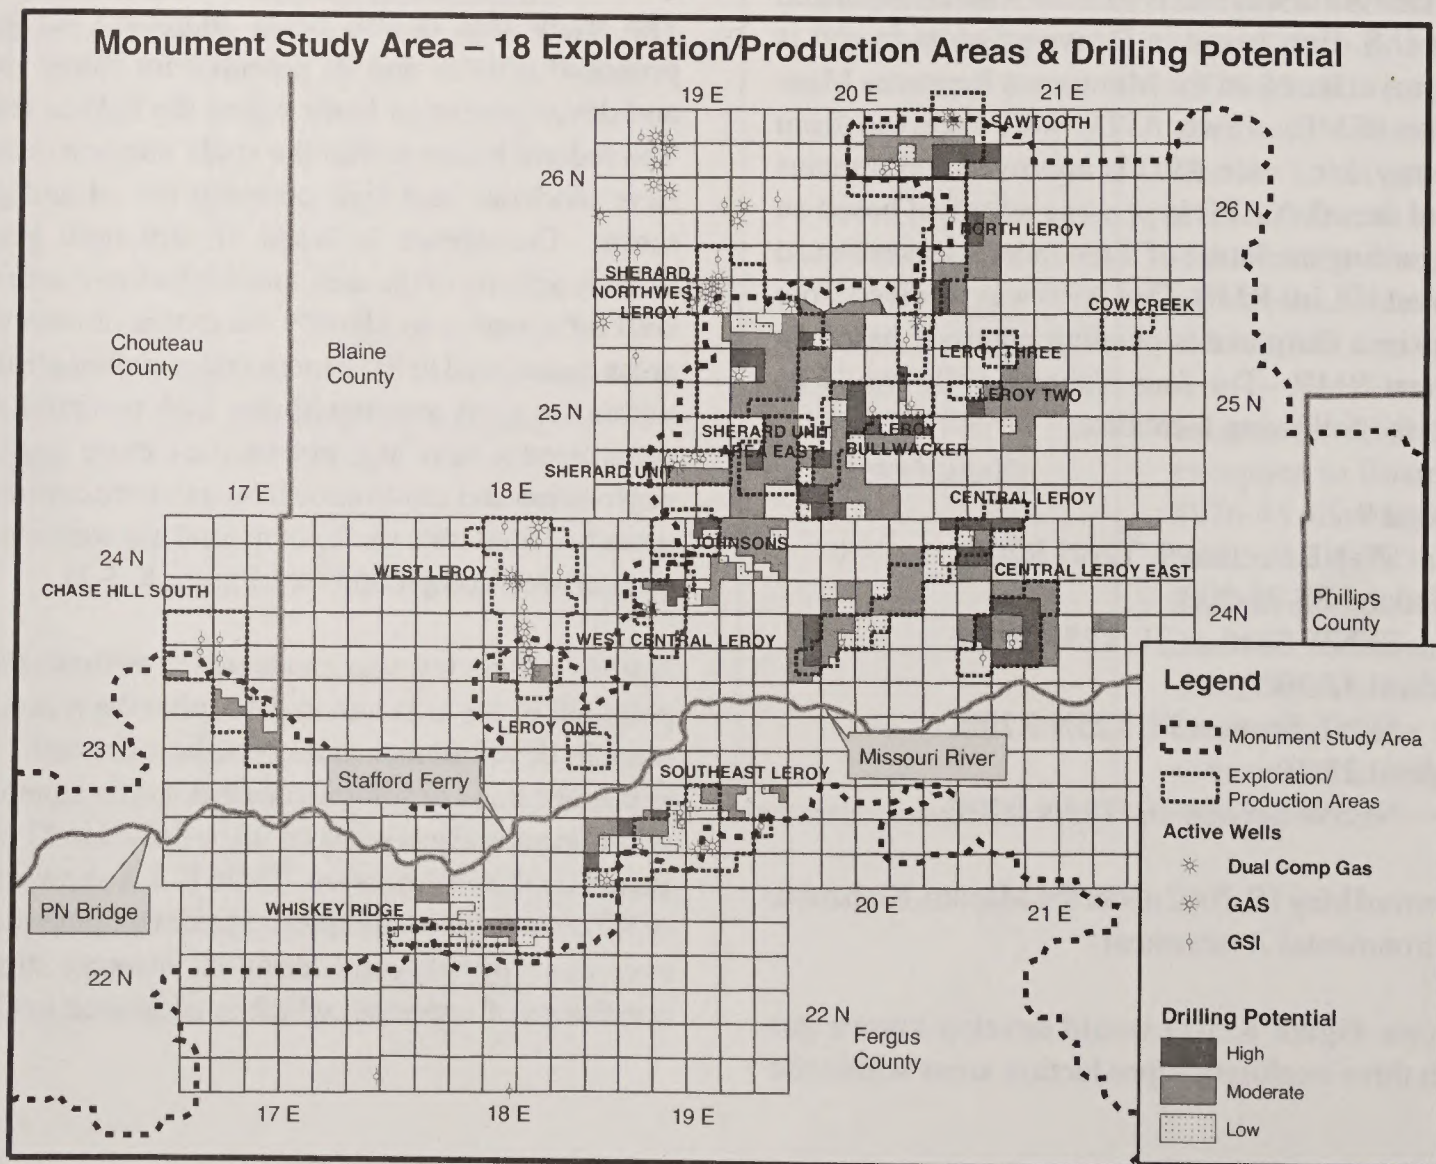 Monument Study Area – 18 Exploration/Production Areas & Drilling Potential
19 E
20 E
21 E
SAWTOOTH
26 N
26 N
NORTH LEROY
SHERARD
NORTHWEST
LEROY
COW CREEK
Chouteau
County
Blaine
County
LEROY THREE
LEROY TWO
25 N
25 N
SHERARD UNIT
AREA EAST
LEROY
BULLWACKER
SHERARD UNIT
17 E
18 E
CENTRAL LEROY
24 N
JOHNSONS
WEST LEROY
CENTRAL LEROY EAST
CHASE HILL SOUTH
Phillips
County
24N
WEST CENTRAL LEROY
LEROY ONE
23 N
Missouri River
Stafford Ferry
SOUTHEAST LEROY
PN Bridge
WHISKEY RIDGE
20 E
21 E
22 N
22 N
Fergus
County
17 E
18 E
19 E
Legend
Monument Study Area
Exploration/
Production Areas
Active Wells
Dual Comp Gas
GAS
GSI
Drilling Potential
High
Moderate
Low